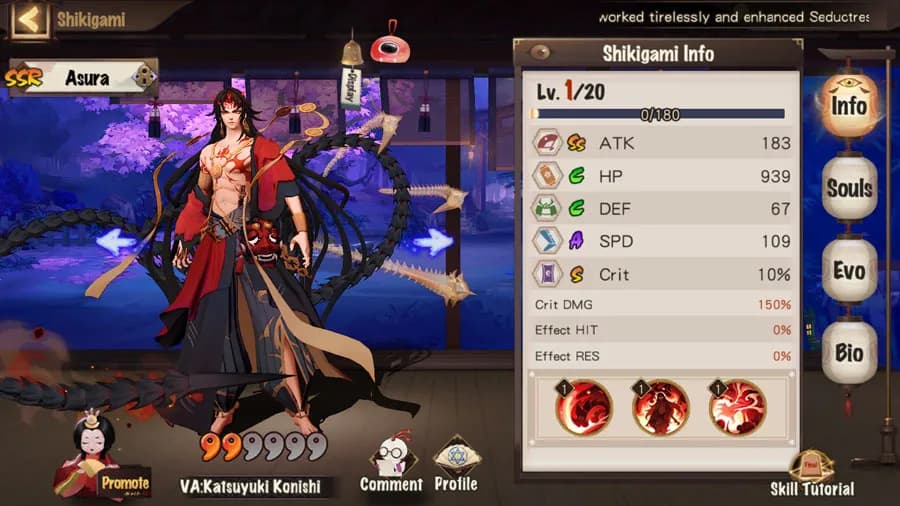 Shikigami
worked tirelessly and enhanced Seductres
SSR Asura
Display
Shikigami Info
Lv. 1/20
0/180
SS ATK 183
C HP 939
C DEF 67
A SPD 109
S Crit 10%
Crit DMG 150%
Effect HIT 0%
Effect RES 0%
1 1 1
Info
Souls
Evo
Bio
Promote
VA:Katsuyuki Konishi
Comment
Profile
Skill Tutorial